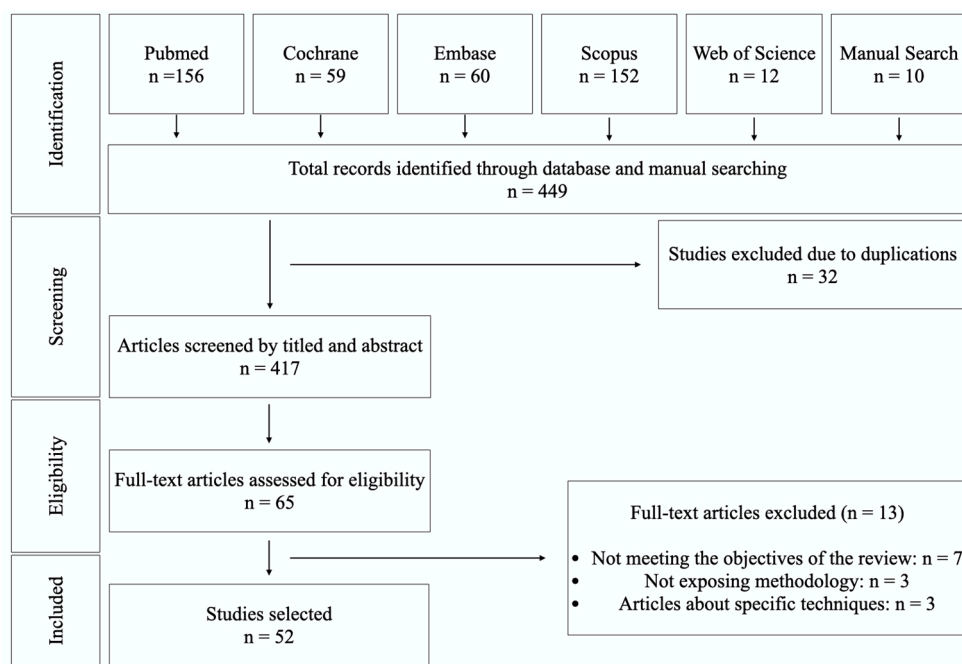 Identification
Pubmed
n =156
Cochrane
n = 59
Embase
n = 60
Scopus
n = 152
Web of Science
n = 12
Manual Search
n = 10
Total records identified through database and manual searching
n = 449
Screening
Studies excluded due to duplications
n = 32
Articles screened by titled and abstract
n = 417
Eligibility
Full-text articles assessed for eligibility
n = 65
Full-text articles excluded (n = 13)
• Not meeting the objectives of the review: n = 7
• Not exposing methodology: n = 3
• Articles about specific techniques: n = 3
Included
Studies selected
n = 52